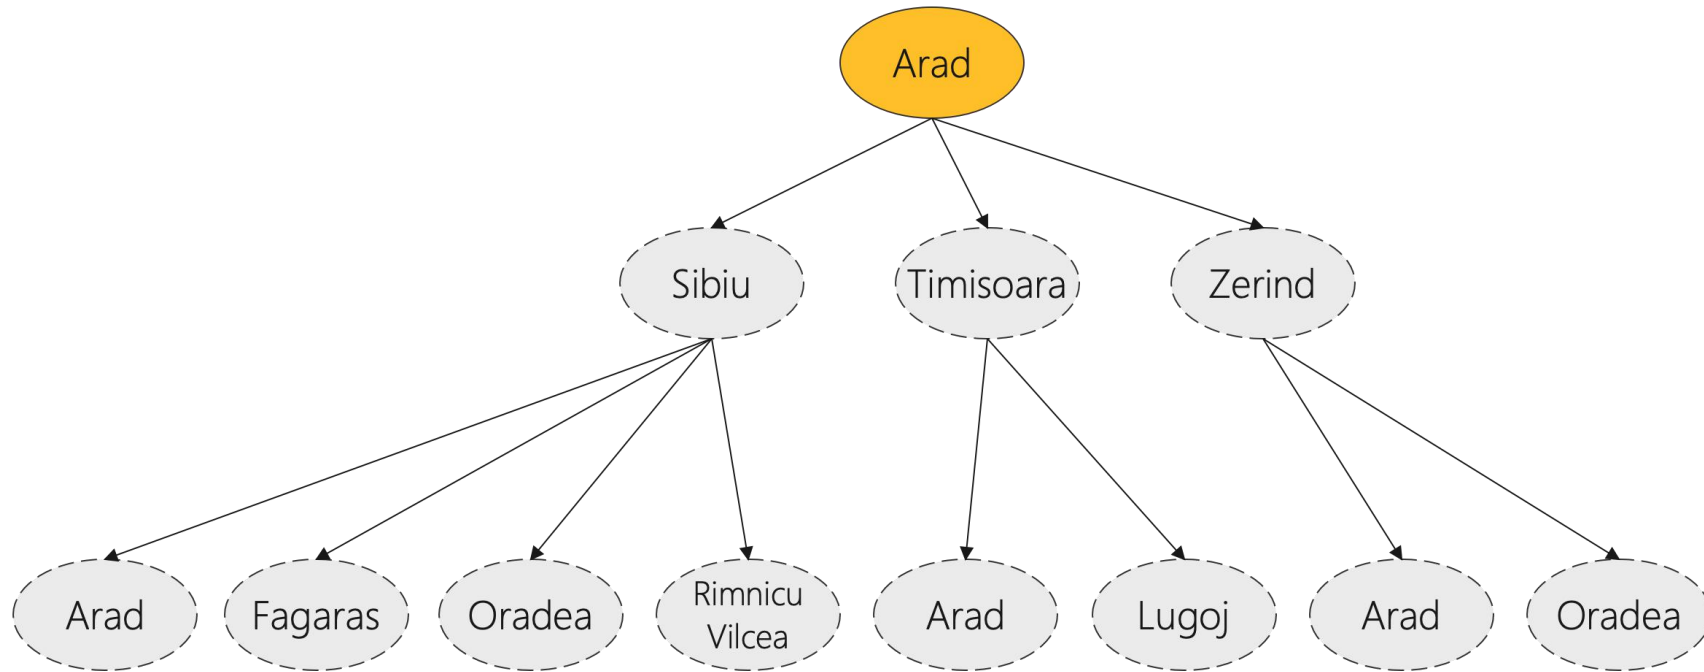 Arad
Sibiu
Timisoara
Zerind
Arad
Fagaras
Oradea
Rimnicu
Vilcea
Arad
Lugoj
Arad
Oradea